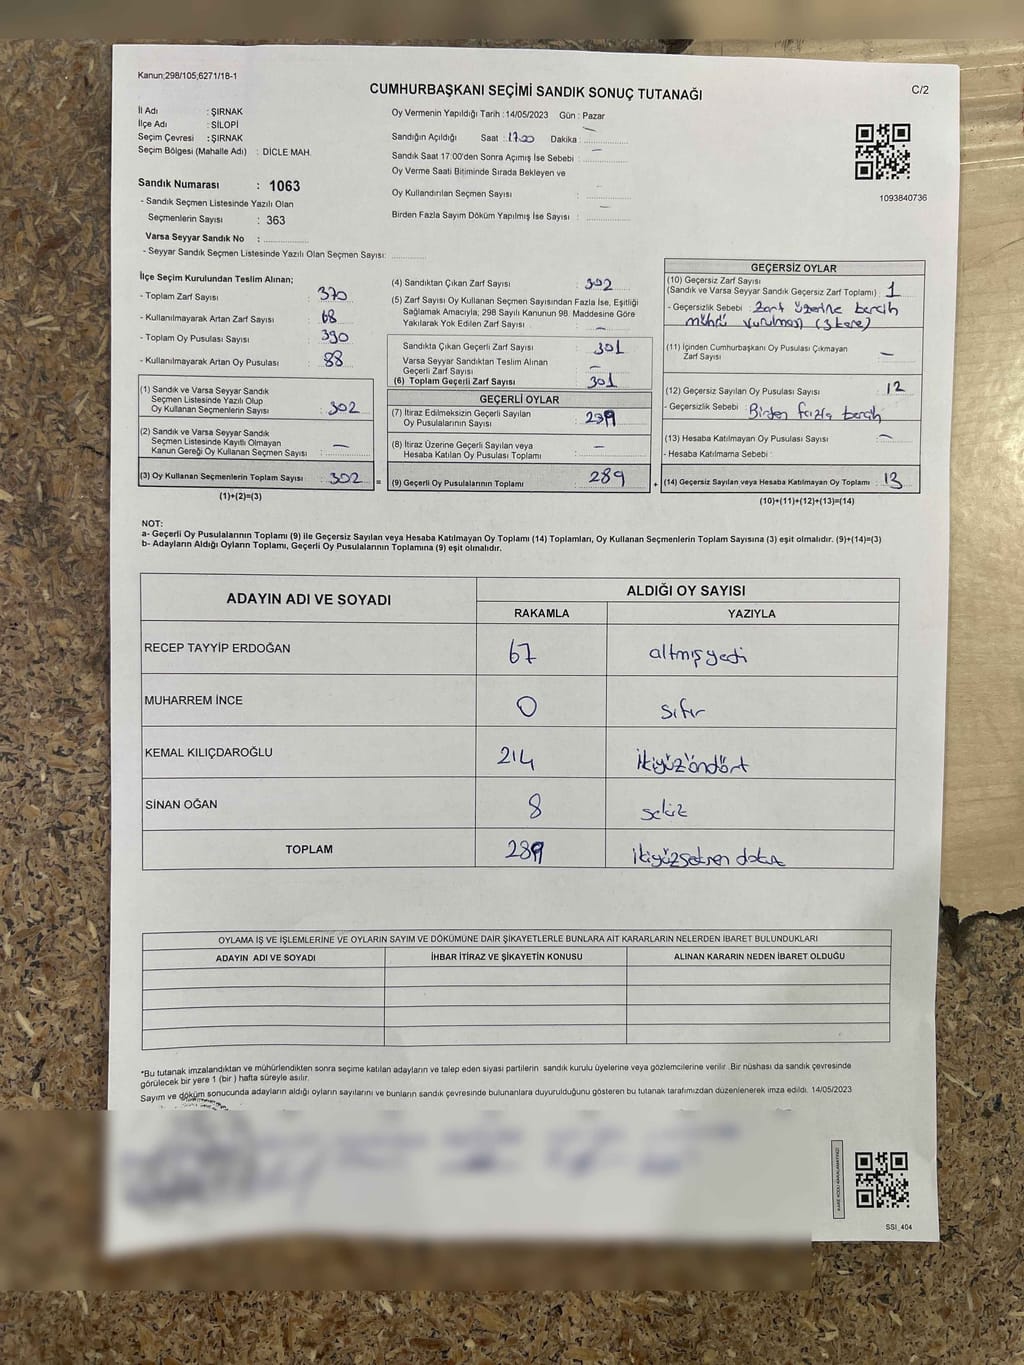 Kanun;298/105;6271/18-1
CUMHURBAŞKANI SEÇİMİ SANDIK SONUÇ TUTANAĞI
C/2
İl Adı : ŞIRNAK
İlçe Adı : SİLOPİ
Seçim Çevresi : ŞIRNAK
Seçim Bölgesi (Mahalle Adı) : DİCLE MAH.
Sandık Numarası : 1063
- Sandık Seçmen Listesinde Yazılı Olan
Seçmenlerin Sayısı : 363
Varsa Seyyar Sandık No :
- Seyyar Sandık Seçmen Listesinde Yazılı Olan Seçmen Sayısı:
Oy Vermenin Yapıldığı Tarih : 14/05/2023 Gün : Pazar
Sandığın Açıldığı Saat : 17.00 Dakika : —
Sandık Saat 17:00'den Sonra Açımış İse Sebebi : —
Oy Verme Saati Bitiminde Sırada Bekleyen ve
Oy Kullandırılan Seçmen Sayısı : —
Birden Fazla Sayım Döküm Yapılmış İse Sayısı : —
1093840736
İlçe Seçim Kurulundan Teslim Alınan;
- Toplam Zarf Sayısı : 370
- Kullanılmayarak Artan Zarf Sayısı : 68
- Toplam Oy Pusulası Sayısı : 390
- Kullanılmayarak Artan Oy Pusulası : 88
(1) Sandık ve Varsa Seyyar Sandık
Seçmen Listesinde Yazılı Olup
Oy Kullanan Seçmenlerin Sayısı : 302
(2) Sandık ve Varsa Seyyar Sandık
Seçmen Listesinde Kayıtlı Olmayan
Kanun Gereği Oy Kullanan Seçmen Sayısı : —
(3) Oy Kullanan Seçmenlerin Toplam Sayısı : 302
(1)+(2)=(3)
=
(4) Sandıktan Çıkan Zarf Sayısı : 302
(5) Zarf Sayısı Oy Kullanan Seçmen Sayısından Fazla İse, Eşitliği
Sağlamak Amacıyla; 298 Sayılı Kanunun 98. Maddesine Göre
Yakılarak Yok Edilen Zarf Sayısı : —
Sandıkta Çıkan Geçerli Zarf Sayısı : 301
Varsa Seyyar Sandıktan Teslim Alınan
Geçerli Zarf Sayısı : —
(6) Toplam Geçerli Zarf Sayısı : 301
GEÇERLİ OYLAR
(7) İtiraz Edilmeksizin Geçerli Sayılan
Oy Pusulalarının Sayısı : 289
(8) İtiraz Üzerine Geçerli Sayılan veya
Hesaba Katılan Oy Pusulası Toplamı : —
(9) Geçerli Oy Pusulalarının Toplamı : 289
+
GEÇERSİZ OYLAR
(10) Geçersiz Zarf Sayısı
(Sandık ve Varsa Seyyar Sandık Geçersiz Zarf Toplamı) : 1
- Geçersizlik Sebebi : Zarf üzerine tercih
mührü vurulması (3 kere)
(11) İçinden Cumhurbaşkanı Oy Pusulası Çıkmayan
Zarf Sayısı : —
(12) Geçersiz Sayılan Oy Pusulası Sayısı : 12
- Geçersizlik Sebebi : Birden fazla tercih
(13) Hesaba Katılmayan Oy Pusulası Sayısı : —
- Hesaba Katılmama Sebebi :
(14) Geçersiz Sayılan veya Hesaba Katılmayan Oy Toplamı : 13
(10)+(11)+(12)+(13)=(14)
NOT:
a- Geçerli Oy Pusulalarının Toplamı (9) ile Geçersiz Sayılan veya Hesaba Katılmayan Oy Toplamı (14) Toplamları, Oy Kullanan Seçmenlerin Toplam Sayısına (3) eşit olmalıdır. (9)+(14)=(3)
b- Adayların Aldığı Oyların Toplamı, Geçerli Oy Pusulalarının Toplamına (9) eşit olmalıdır.
ADAYIN ADI VE SOYADI
ALDIĞI OY SAYISI
RAKAMLA YAZIYLA
RECEP TAYYİP ERDOĞAN 67 altmışyedi
MUHARREM İNCE 0 sıfır
KEMAL KILIÇDAROĞLU 214 ikiyüz'ondört
SİNAN OĞAN 8 sekiz
TOPLAM 289 ikiyüzseksen dokuz
OYLAMA İŞ VE İŞLEMLERİNE VE OYLARIN SAYIM VE DÖKÜMÜNE DAİR ŞİKAYETLERLE BUNLARA AİT KARARLARIN NELERDEN İBARET BULUNDUKLARI
ADAYIN ADI VE SOYADI İHBAR İTİRAZ VE ŞİKAYETİN KONUSU ALINAN KARARIN NEDEN İBARET OLDUĞU
*Bu tutanak imzalandıktan ve mühürlendikten sonra seçime katılan adayların ve talep eden siyasi partilerin sandık kurulu üyelerine veya gözlemcilerine verilir. Bir nüshası da sandık çevresinde
görülecek bir yere 1 (bir ) hafta süreyle asılır.
Sayım ve döküm sonucunda adayların aldığı oyların sayılarını ve bunların sandık çevresinde bulunanlara duyurulduğunu gösteren bu tutanak tarafımızdan düzenlenerek imza edildi. 14/05/2023
SSI_404